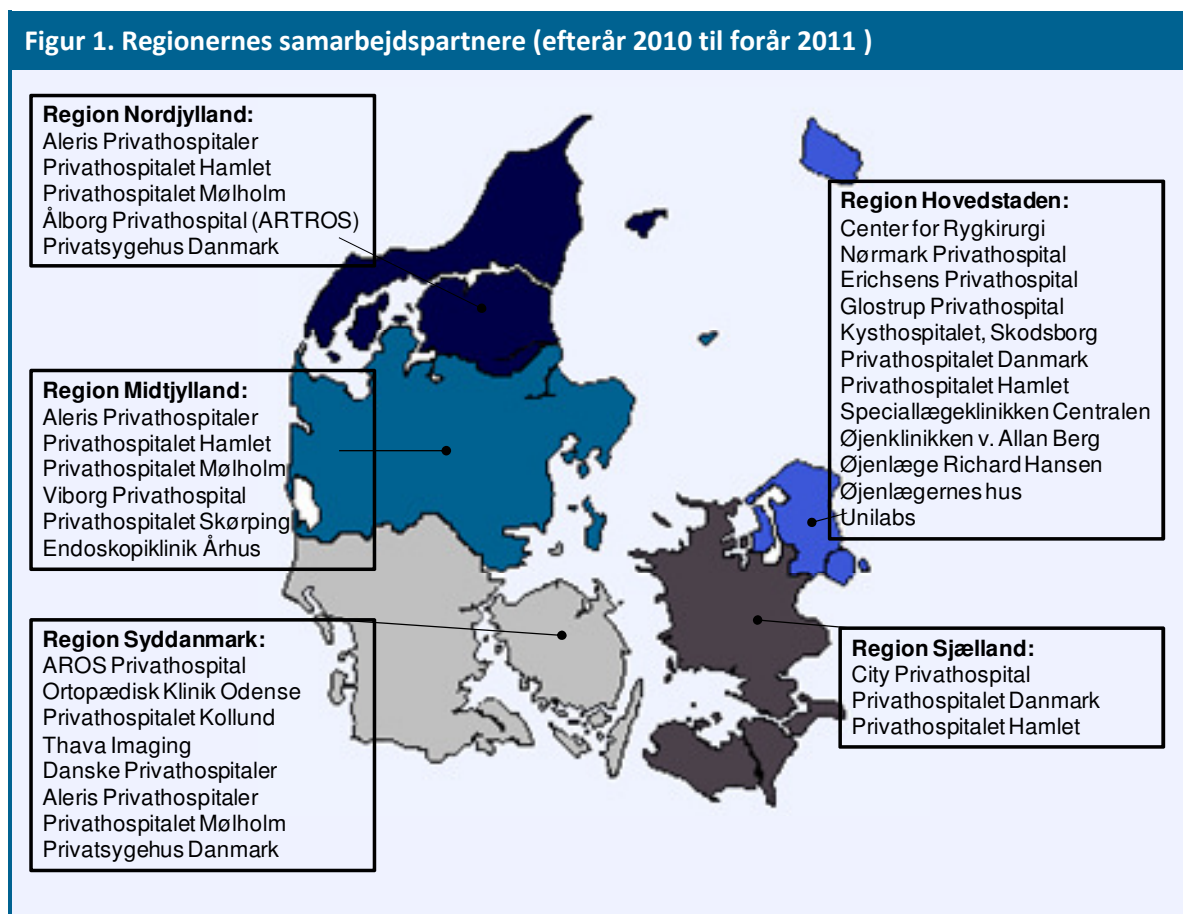 Figur 1. Regionernes samarbejdspartnere (efterår 2010 til forår 2011 )
Region Nordjylland:
Aleris Privathospitaler
Privathospitalet Hamlet
Privathospitalet Mølholm
Ålborg Privathospital (ARTROS)
Privatsygehus Danmark
Region Midtjylland:
Aleris Privathospitaler
Privathospitalet Hamlet
Privathospitalet Mølholm
Viborg Privathospital
Privathospitalet Skørping
Endoskopiklinik Århus
Region Syddanmark:
AROS Privathospital
Ortopædisk Klinik Odense
Privathospitalet Kollund
Thava Imaging
Danske Privathospitaler
Aleris Privathospitaler
Privathospitalet Mølholm
Privatsygehus Danmark
Region Hovedstaden:
Center for Rygkirurgi
Nørmark Privathospital
Erichsens Privathospital
Glostrup Privathospital
Kysthospitalet, Skodsborg
Privathospitalet Danmark
Privathospitalet Hamlet
Speciallægeklinikken Centralen
Øjenklinikken v. Allan Berg
Øjenlæge Richard Hansen
Øjenlægernes hus
Unilabs
Region Sjælland:
City Privathospital
Privathospitalet Danmark
Privathospitalet Hamlet